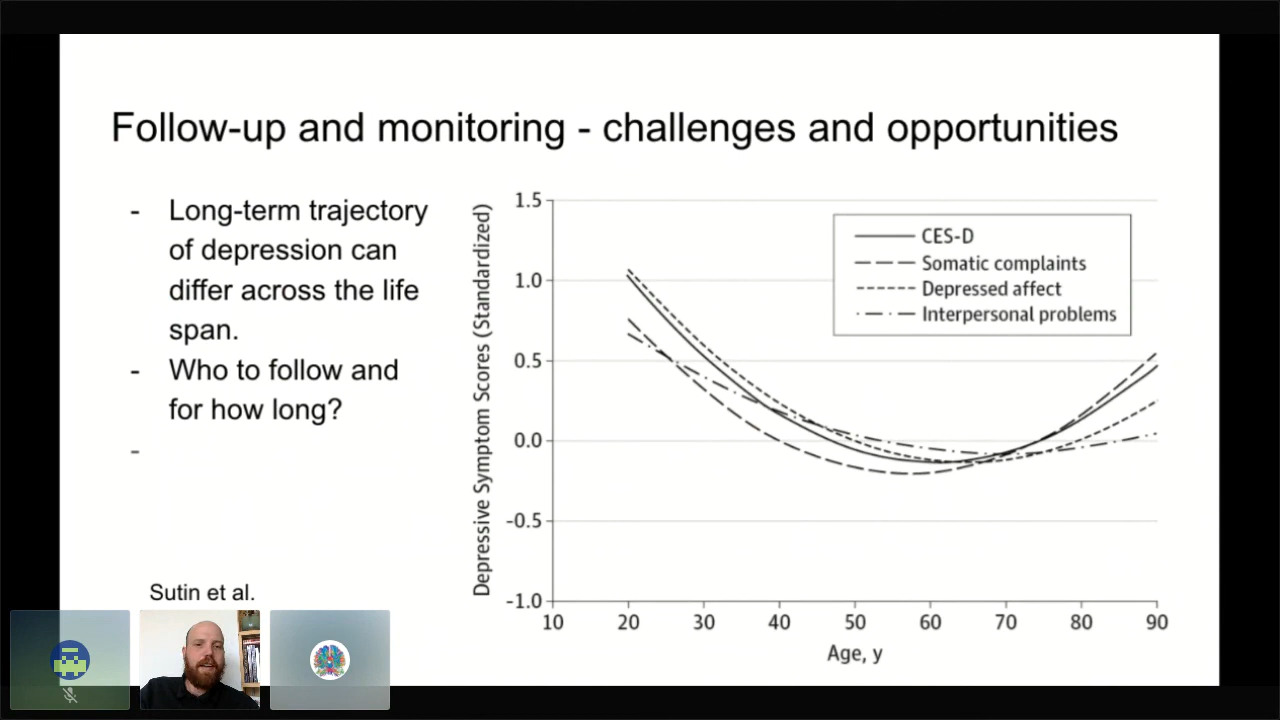 Follow-up and monitoring - challenges and opportunities
- Long-term trajectory
of depression can
differ across the life
span.
- Who to follow and
for how long?
-
Sutin et al.
Depressive Symptom Scores (Standardized)
1.5
1.0
0.5
0.0
-0.5
-1.0
CES-D
Somatic complaints
Depressed affect
Interpersonal problems
10 20 30 40 50 60 70 80 90
Age, y